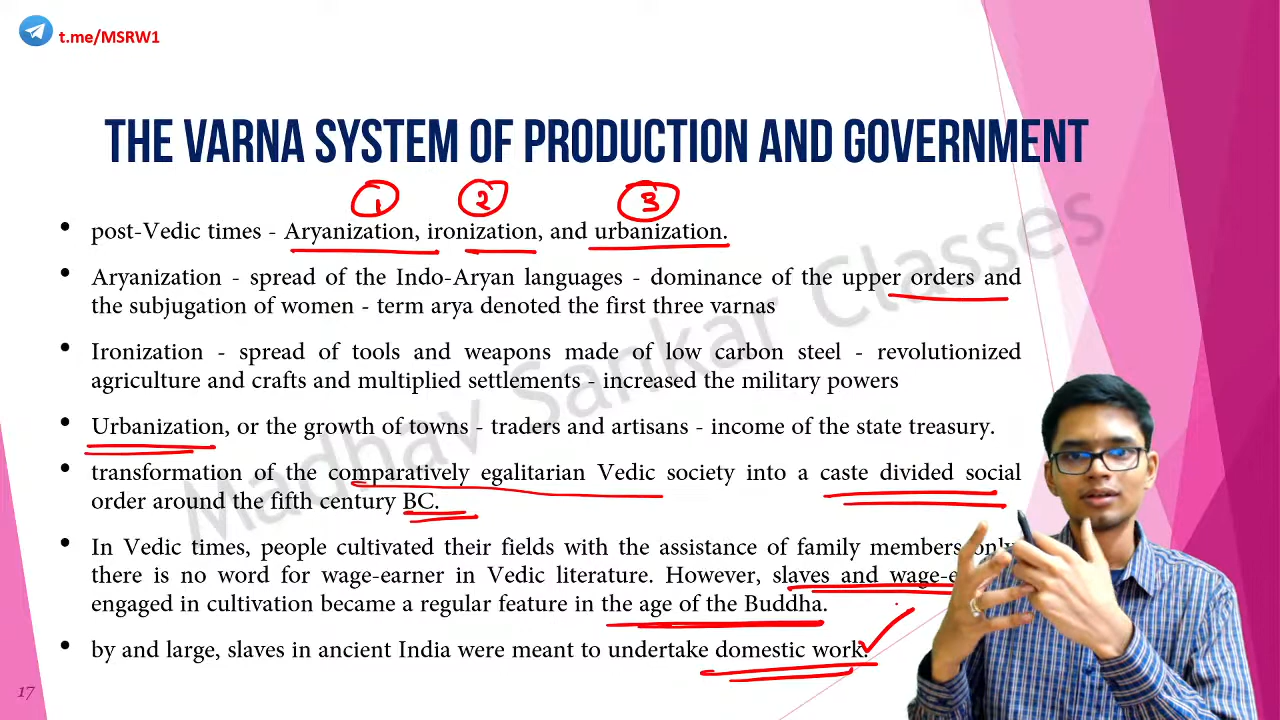 t.me/MSRW1
THE VARNA SYSTEM OF PRODUCTION AND GOVERNMENT
1 2 3
• post-Vedic times - Aryanization, ironization, and urbanization.
• Aryanization - spread of the Indo-Aryan languages - dominance of the upper orders and
the subjugation of women - term arya denoted the first three varnas
• Ironization - spread of tools and weapons made of low carbon steel - revolutionized
agriculture and crafts and multiplied settlements - increased the military powers
• Urbanization, or the growth of towns - traders and artisans - income of the state treasury.
• transformation of the comparatively egalitarian Vedic society into a caste divided social
order around the fifth century BC.
• In Vedic times, people cultivated their fields with the assistance of family members only
there is no word for wage-earner in Vedic literature. However, slaves and
engaged in cultivation became a regular feature in the age of the Buddha.
• by and large, slaves in ancient India were meant to undertake domestic work.
Madhav Sankar Classes
17